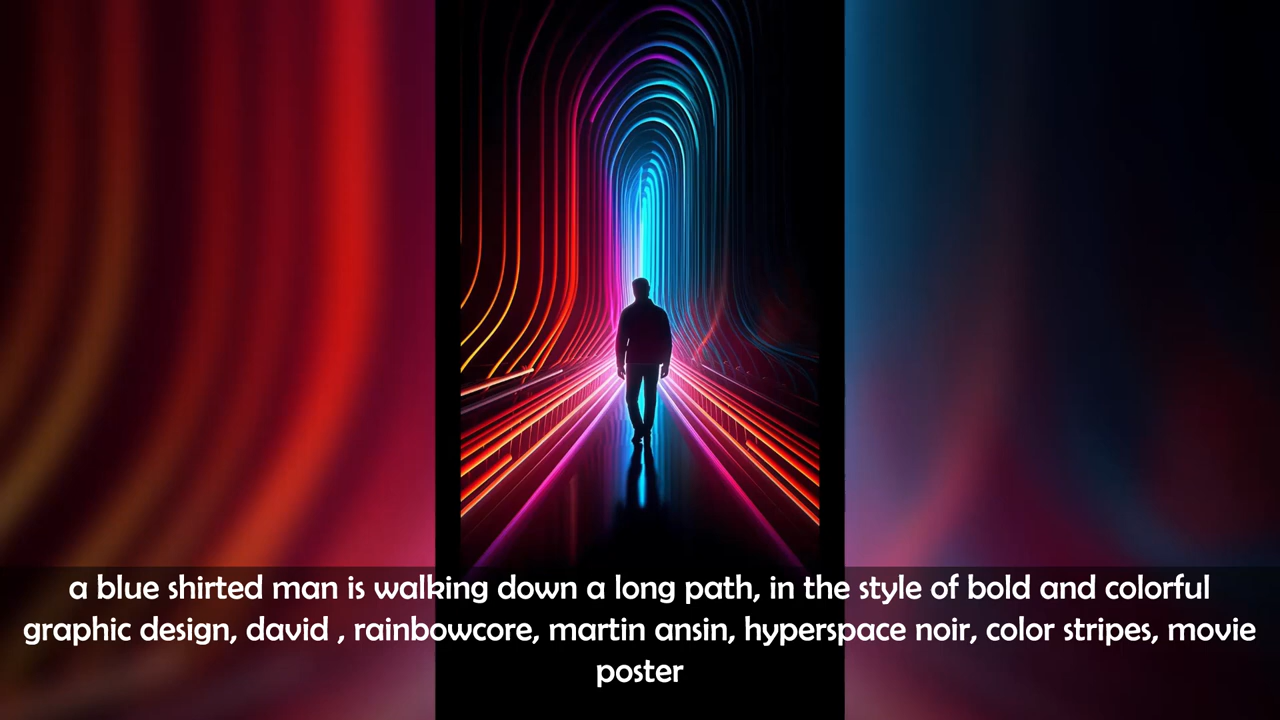 a blue shirted man is walking down a long path, in the style of bold and colorful
graphic design, david , rainbowcore, martin ansin, hyperspace noir, color stripes, movie
poster